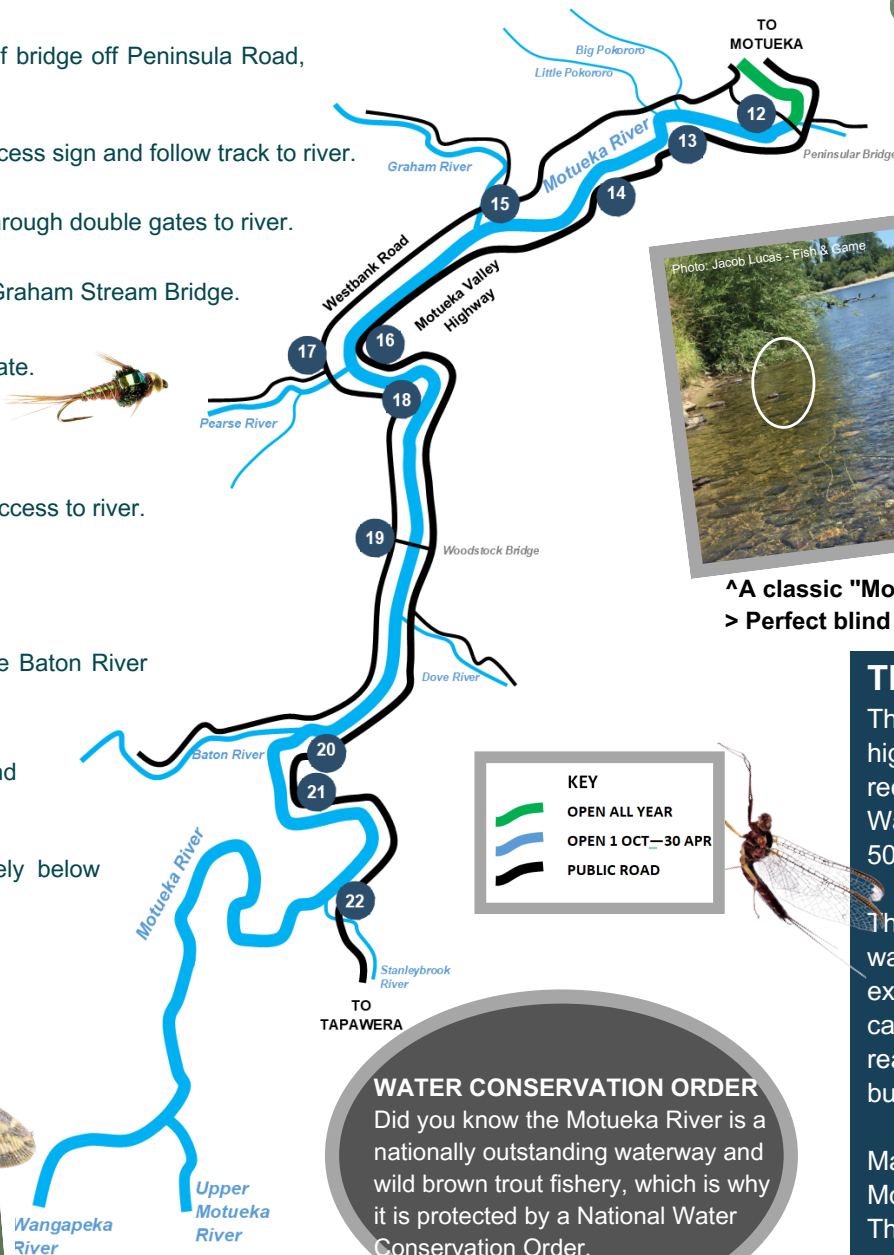 f bridge off Peninsula Road,
cess sign and follow track to river.
rough double gates to river.
Graham Stream Bridge.
ate.
ccess to river.
e Baton River
nd
ely below
TO
MOTUEKA
Big Pokororo
Little Pokororo
12
Motueka River
13
Peninsular Bridge
Graham River
14
15
Westbank Road
Motueka Valley
Highway
16
17
18
Pearse River
19
Woodstock Bridge
Dove River
Baton River
20
21
Motueka River
22
Stanleybrook
River
TO
TAPAWERA
Upper
Motueka
River
Wangapeka
River
Photo: Jacob Lucas - Fish & Game
^A classic "Mo
> Perfect blind
KEY
OPEN ALL YEAR
OPEN 1 OCT—30 APR
PUBLIC ROAD
WATER CONSERVATION ORDER
Did you know the Motueka River is a
nationally outstanding waterway and
wild brown trout fishery, which is why
it is protected by a National Water
Conservation Order.
Th
hig
rec
Wa
50
Th
wa
ex
ca
rea
bu
Ma
Mo
Th